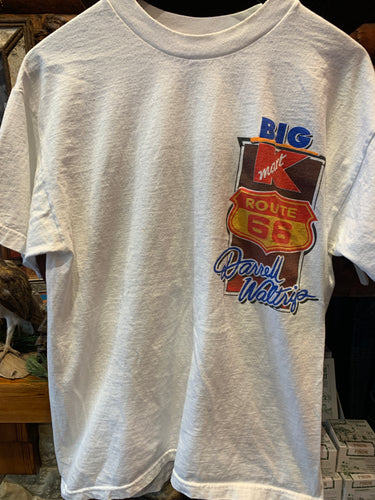 BIG
K
mart
ROUTE
66
Darrell
Waltrip